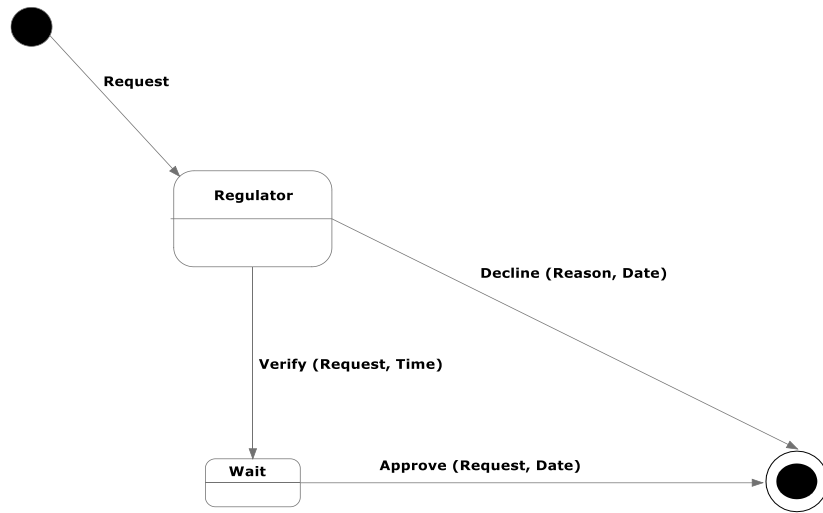 Request
Regulator
Decline (Reason, Date)
Verify (Request, Time)
Approve (Request, Date)
Wait